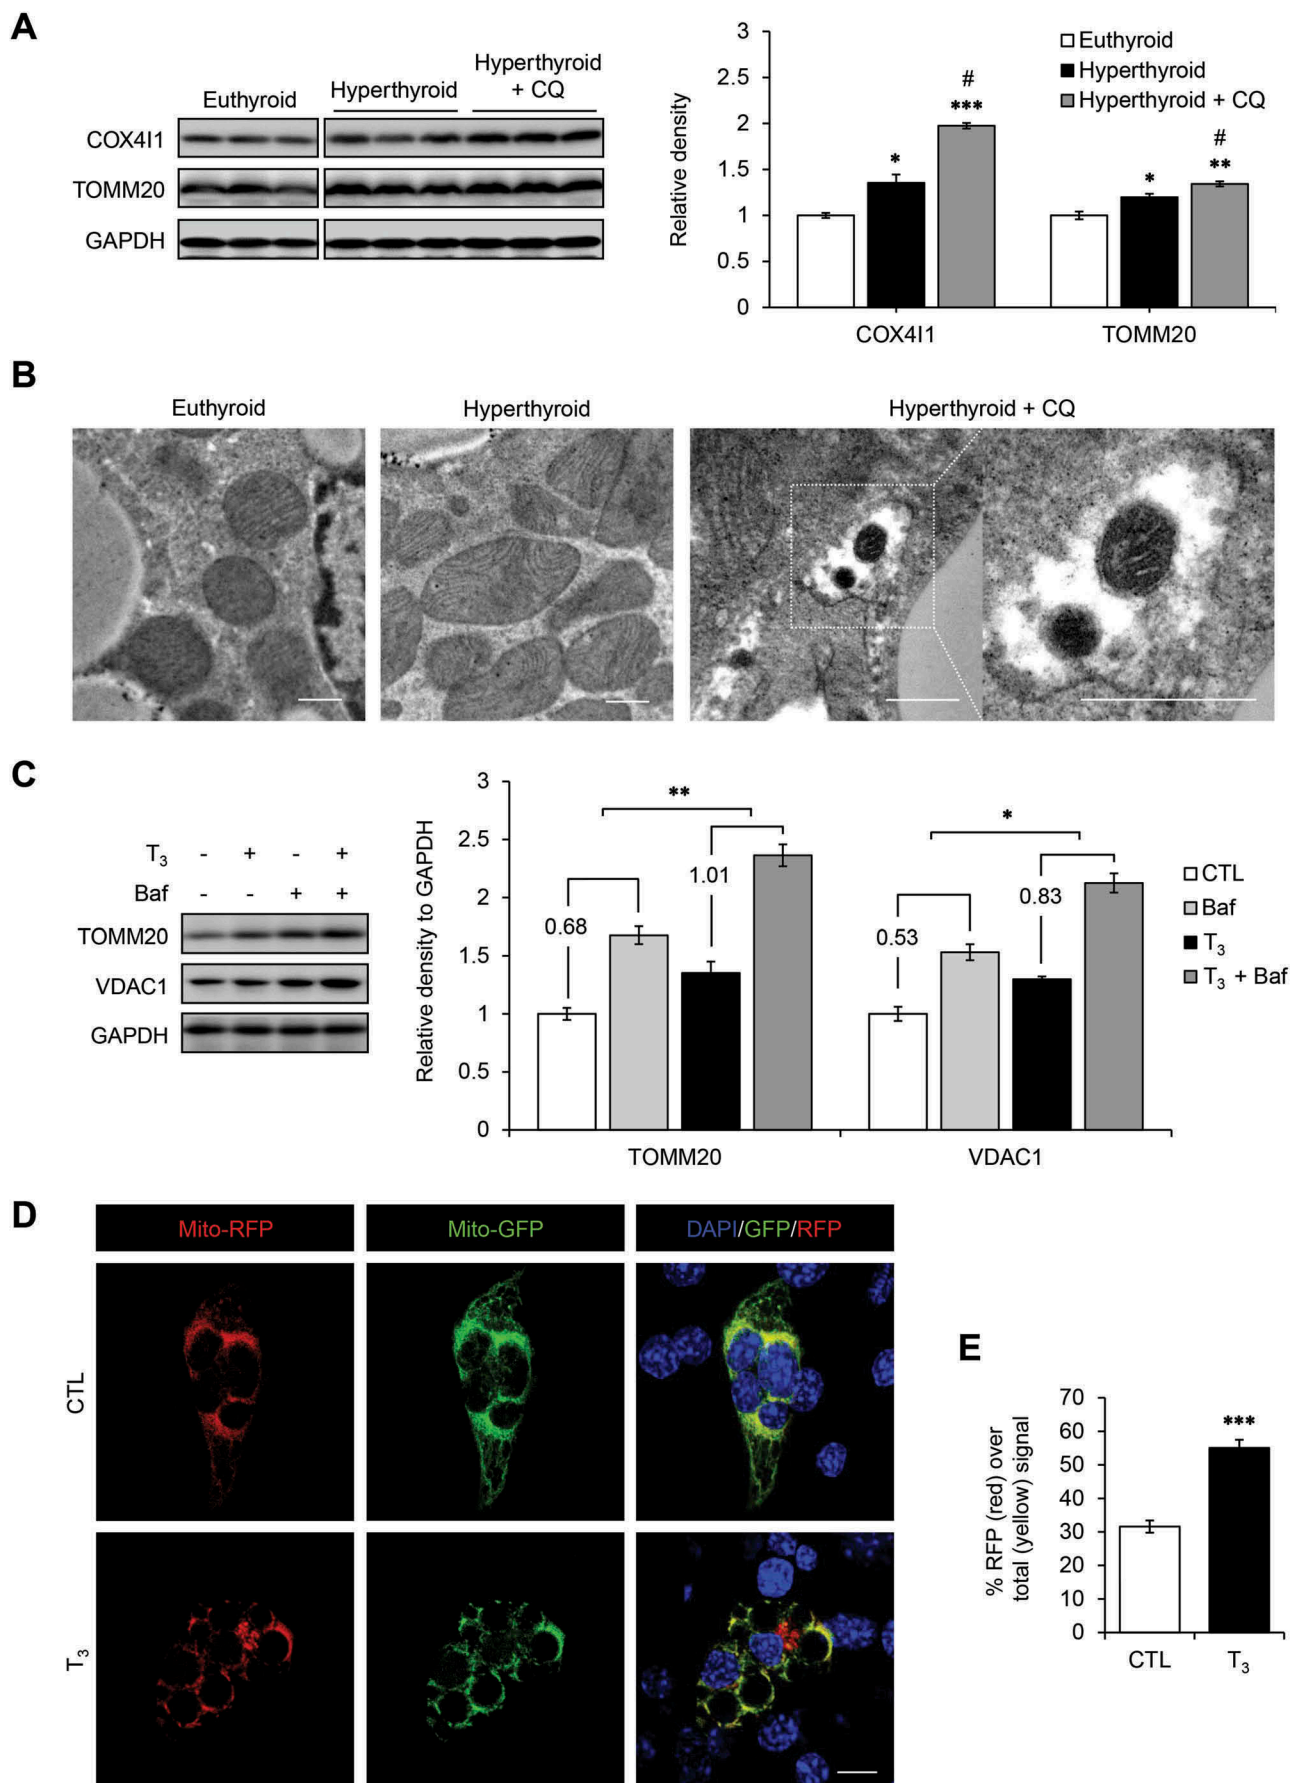 A
Euthyroid
Hyperthyroid
Hyperthyroid
+ CQ
COX4I1
TOMM20
GAPDH
Relative density
3
2.5
2
1.5
1
0.5
0
Euthyroid
Hyperthyroid
Hyperthyroid + CQ
*
#
***
*
#
**
COX4I1
TOMM20
B
Euthyroid
Hyperthyroid
Hyperthyroid + CQ
C
T3 - + - +
Baf - - + +
TOMM20
VDAC1
GAPDH
Relative density to GAPDH
3
2.5
2
1.5
1
0.5
0
**
0.68
1.01
*
0.53
0.83
TOMM20
VDAC1
CTL
Baf
T3
T3 + Baf
D
Mito-RFP
Mito-GFP
DAPI/GFP/RFP
CTL
T3
E
% RFP (red) over
total (yellow) signal
70
60
50
40
30
20
10
0
***
CTL
T3